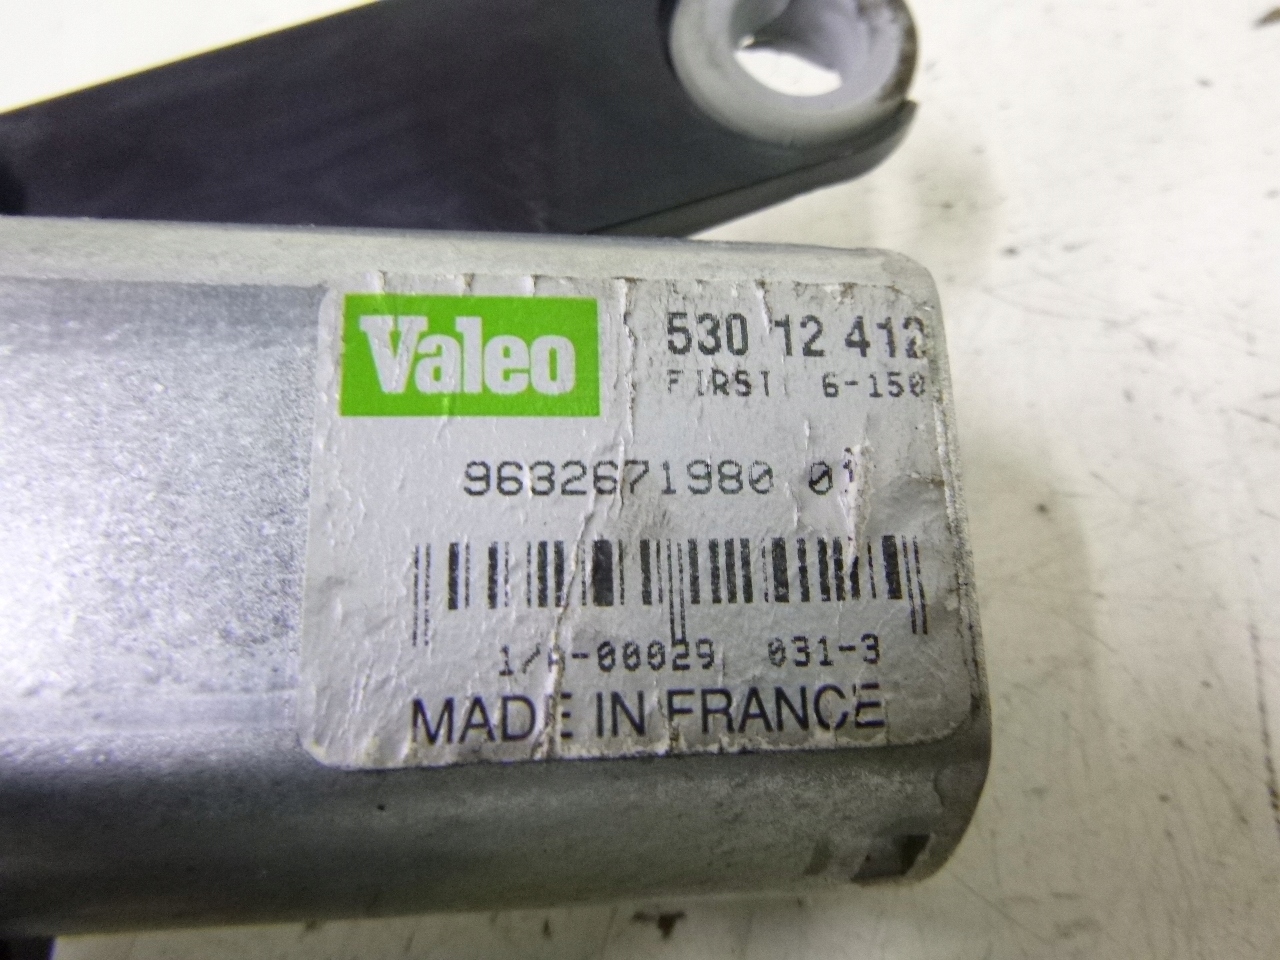 Valeo
530 12 412
FIRST 6-150
9632671980 01
1/A-00029 031-3
MADE IN FRANCE